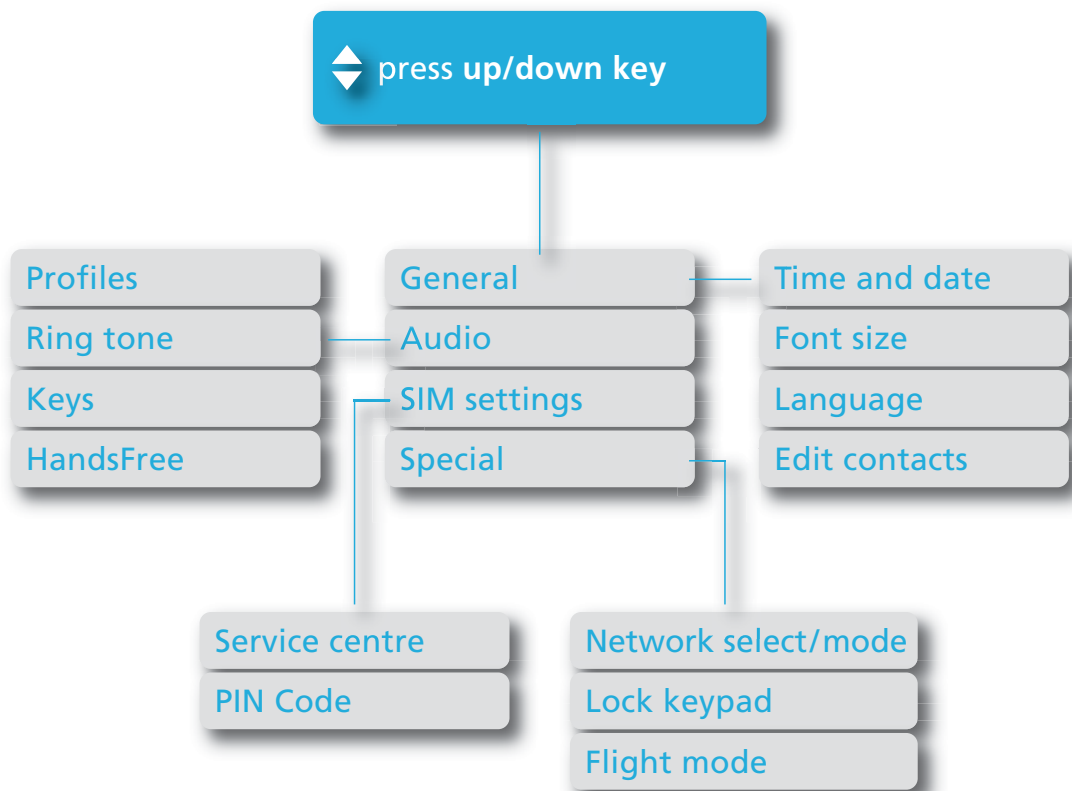 press up/down key
Profiles
Ring tone
Keys
HandsFree
General
Audio
SIM settings
Special
Time and date
Font size
Language
Edit contacts
Service centre
PIN Code
Network select/mode
Lock keypad
Flight mode